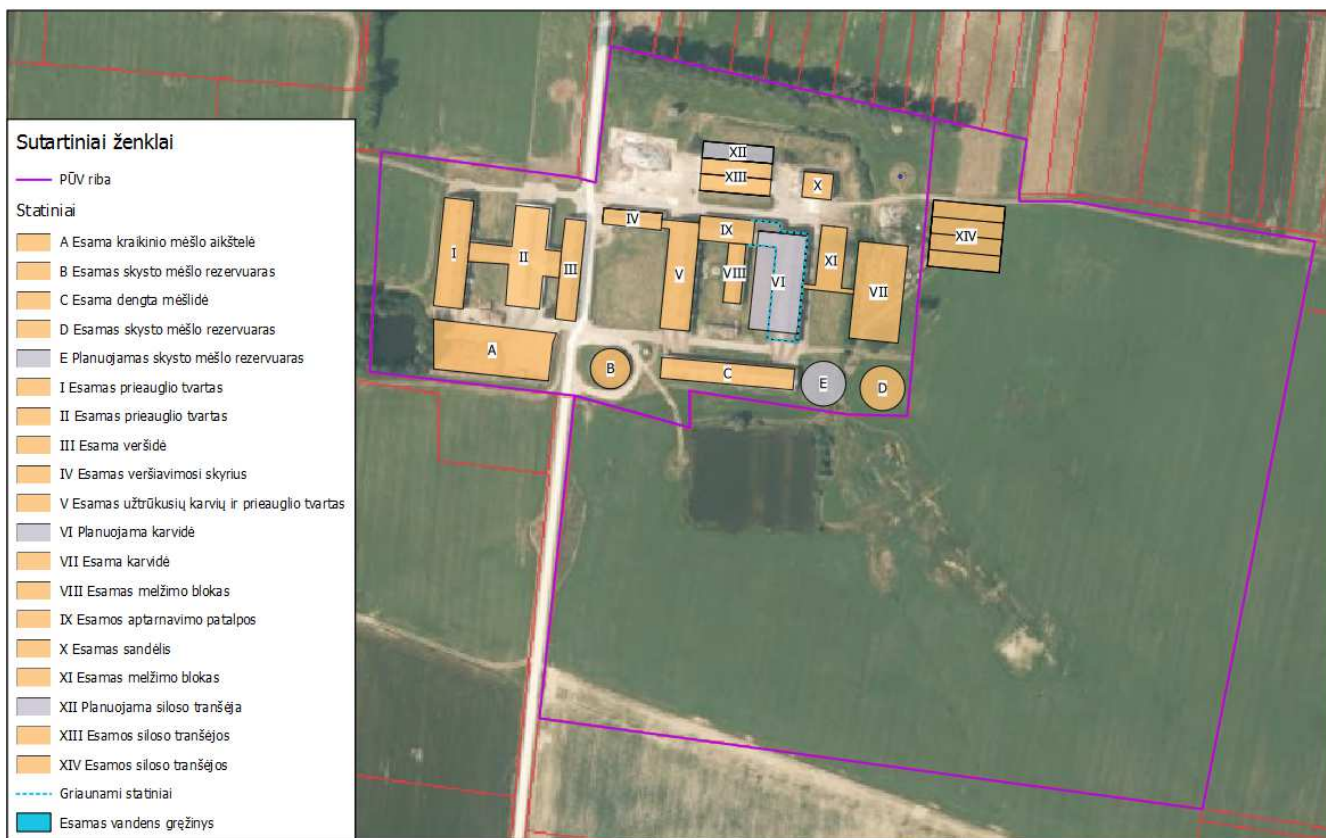 Sutartiniai ženklai
PŪV riba
Statiniai
A Esama kraikinio mėšlo aikštelė
B Esamas skysto mėšlo rezervuaras
C Esama dengta mėšlidė
D Esamas skysto mėšlo rezervuaras
E Planuojamas skysto mėšlo rezervuaras
I Esamas prieauglio tvartas
II Esamas prieauglio tvartas
III Esama veršidė
IV Esamas veršiavimosi skyrius
V Esamas užtrūkusių karvių ir prieauglio tvartas
VI Planuojama karvidė
VII Esama karvidė
VIII Esamas melžimo blokas
IX Esamos aptarnavimo patalpos
X Esamas sandėlis
XI Esamas melžimo blokas
XII Planuojama siloso tranšėja
XIII Esamos siloso tranšėjos
XIV Esamos siloso tranšėjos
Griaunami statiniai
Esamas vandens gręžinys
XII
XIII
X
IV
IX
XIV
I
II
III
V
VIII
VI
XI
VII
A
B
C
E
D